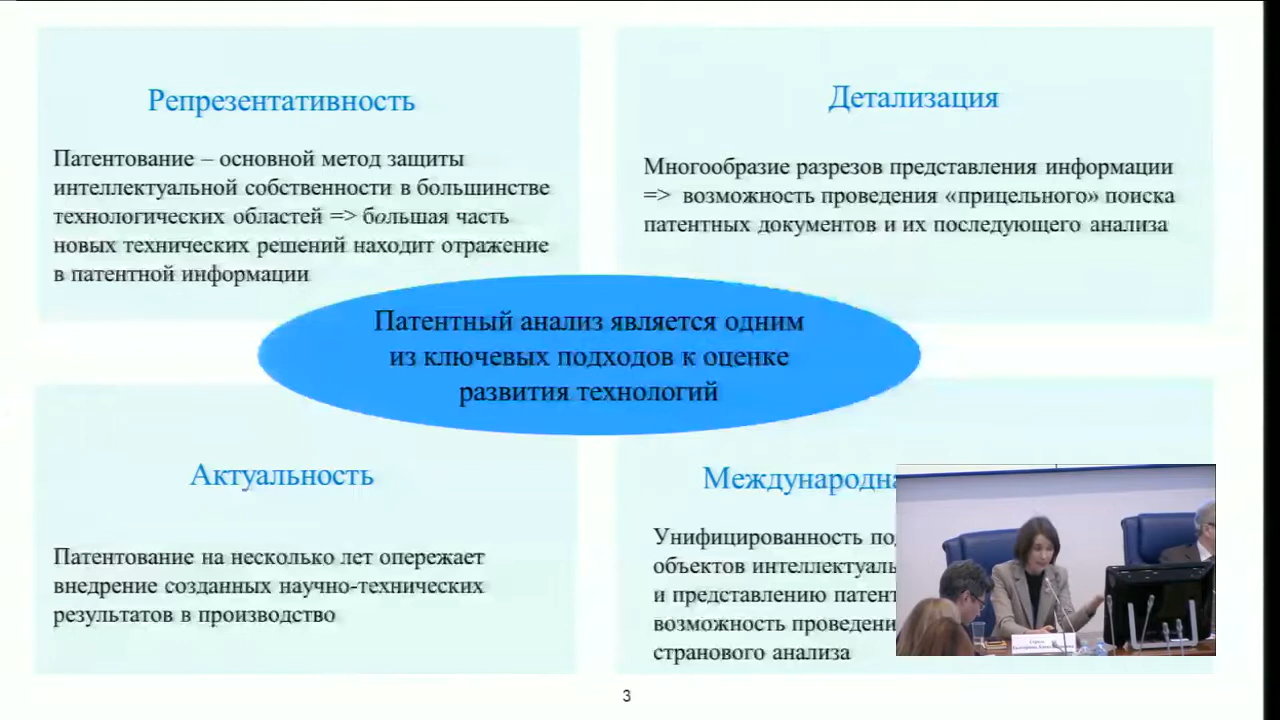 Репрезентативность
Патентование – основной метод защиты
интеллектуальной собственности в большинстве
технологических областей => большая часть
новых технических решений находит отражение
в патентной информации
Детализация
Многообразие разрезов представления информации
=> возможность проведения «прицельного» поиска
патентных документов и их последующего анализа
Патентный анализ является одним
из ключевых подходов к оценке
развития технологий
Актуальность
Патентование на несколько лет опережает
внедрение созданных научно-технических
результатов в производство
Международна
Унифицированность по
объектов интеллектуаль
и представлению патен
возможность проведени
странового анализа
3